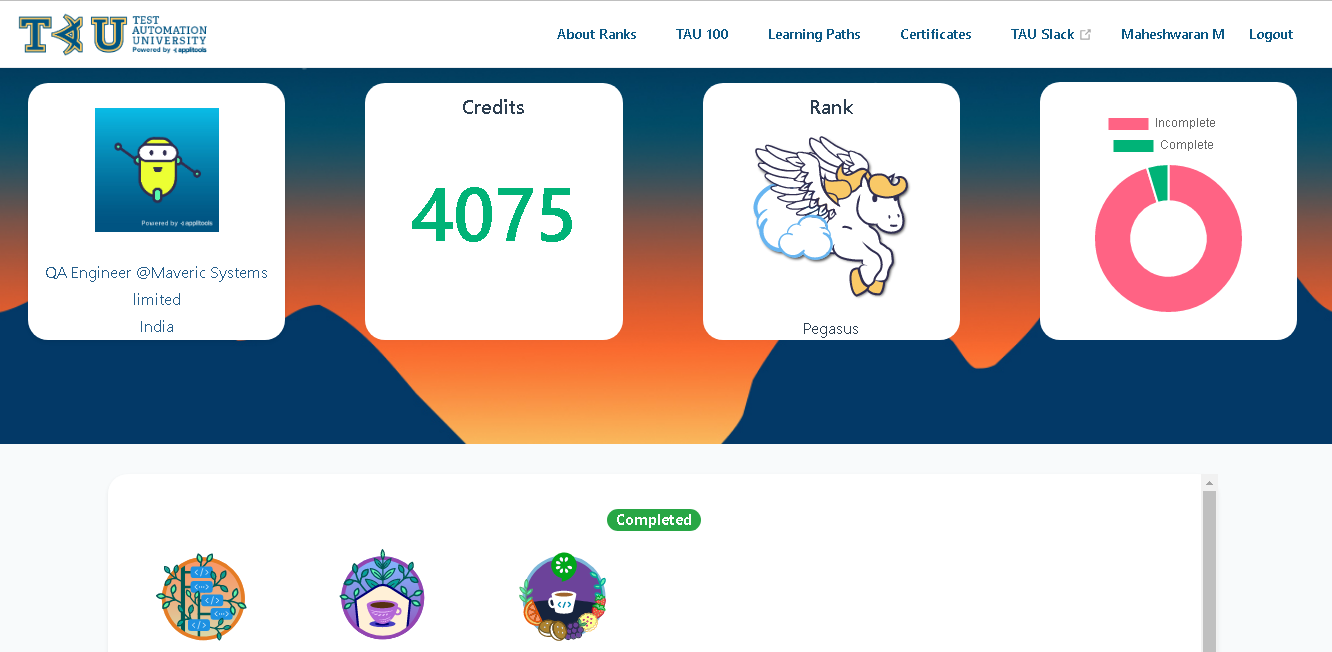 TEST
AUTOMATION
UNIVERSITY
Powered by applitools
TAU
About Ranks
TAU 100
Learning Paths
Certificates
TAU Slack
Maheshwaran M
Logout
Powered by applitools
QA Engineer @Maveric Systems
limited
India
Credits
4075
Rank
Pegasus
Incomplete
Complete
Completed